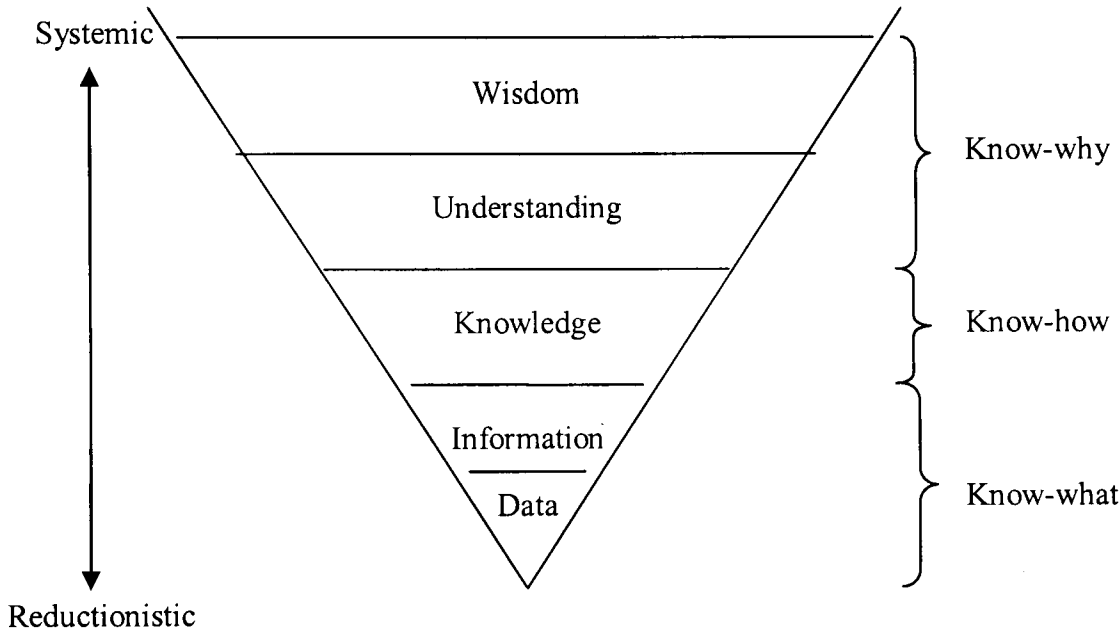 Systemic
Wisdom
Know-why
Understanding
Knowledge
Know-how
Information
Data
Know-what
Reductionistic